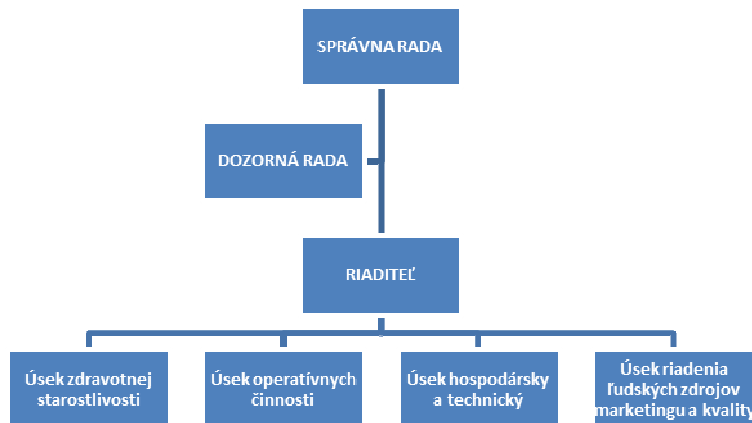 SPRÁVNA RADA
DOZORNÁ RADA
RIADITEĽ
Úsek zdravotnej
starostlivosti
Úsek operatívnych
činnosti
Úsek hospodársky
a technický
Úsek riadenia
ľudských zdrojov
marketingu a kvality